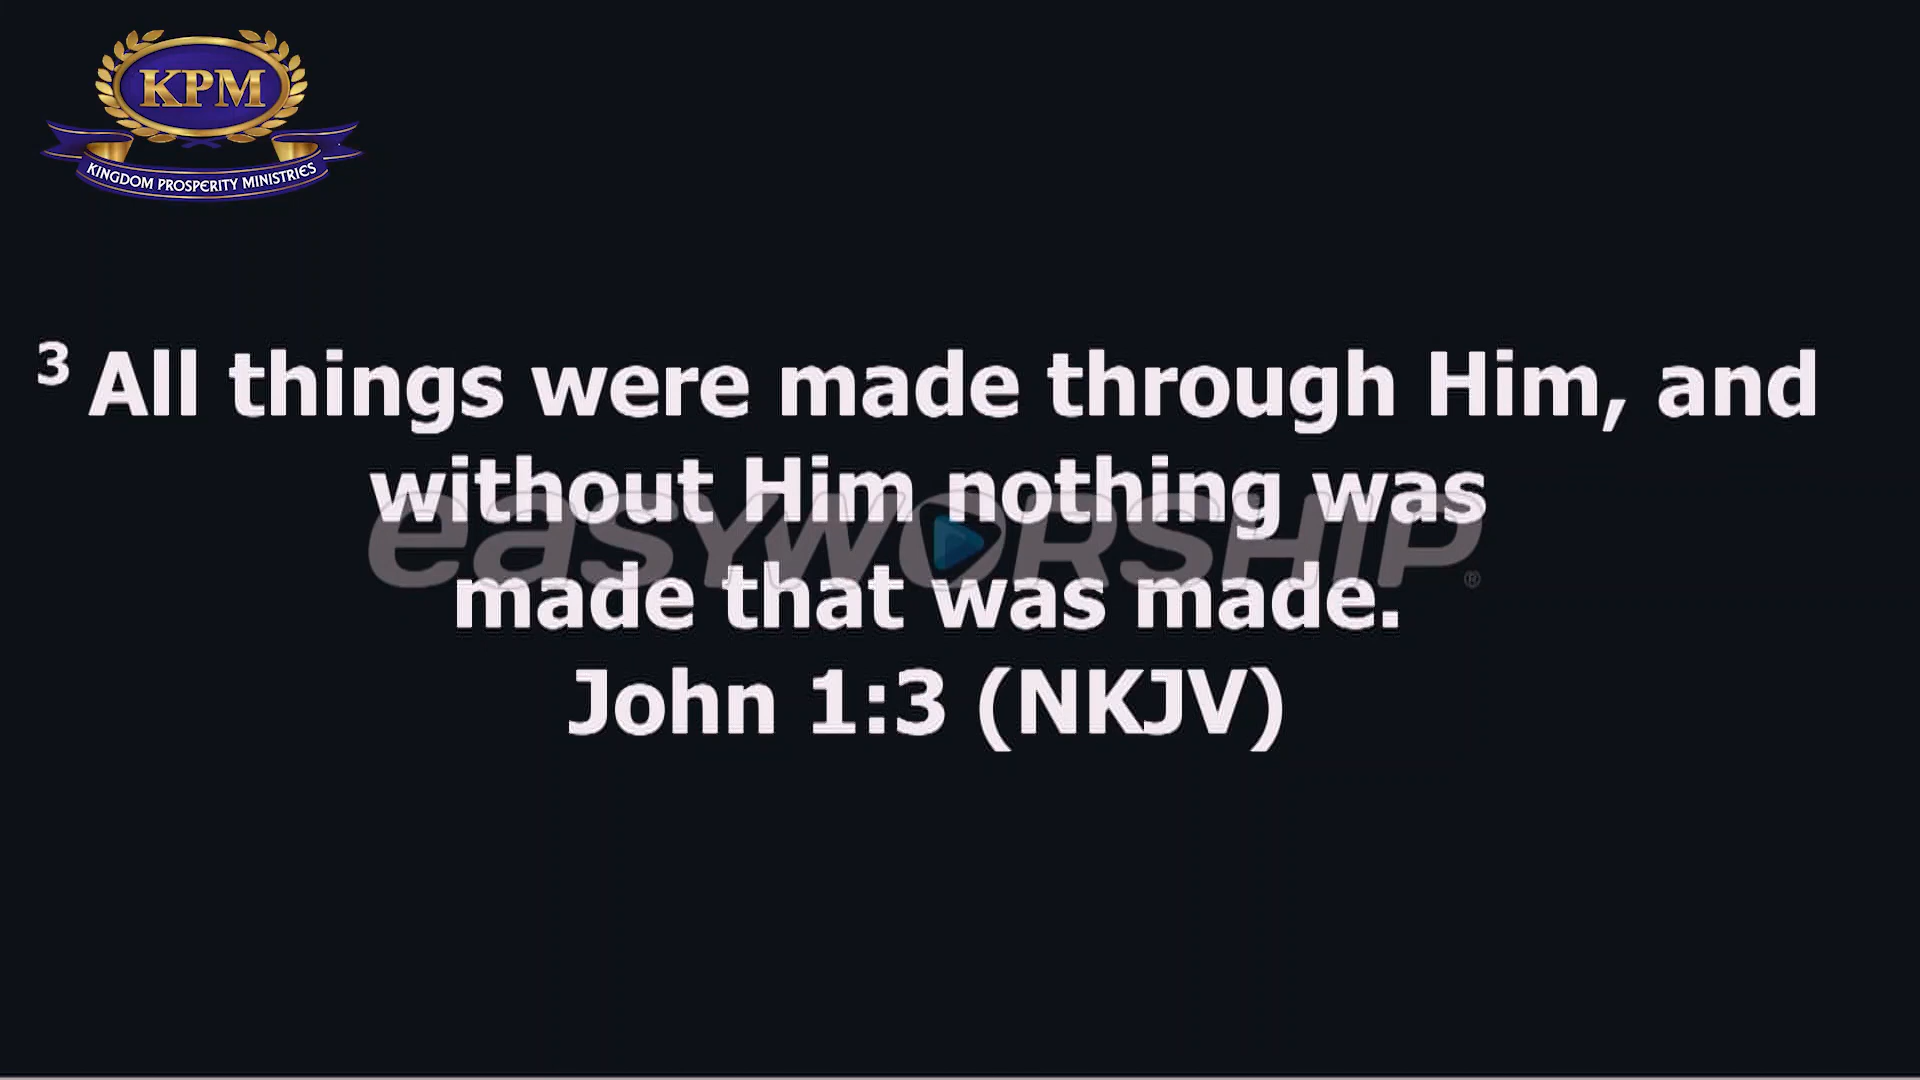 KPM
KINGDOM PROSPERITY MINISTRIES
3 All things were made through Him, and
without Him nothing was
easyworship®
made that was made.
John 1:3 (NKJV)